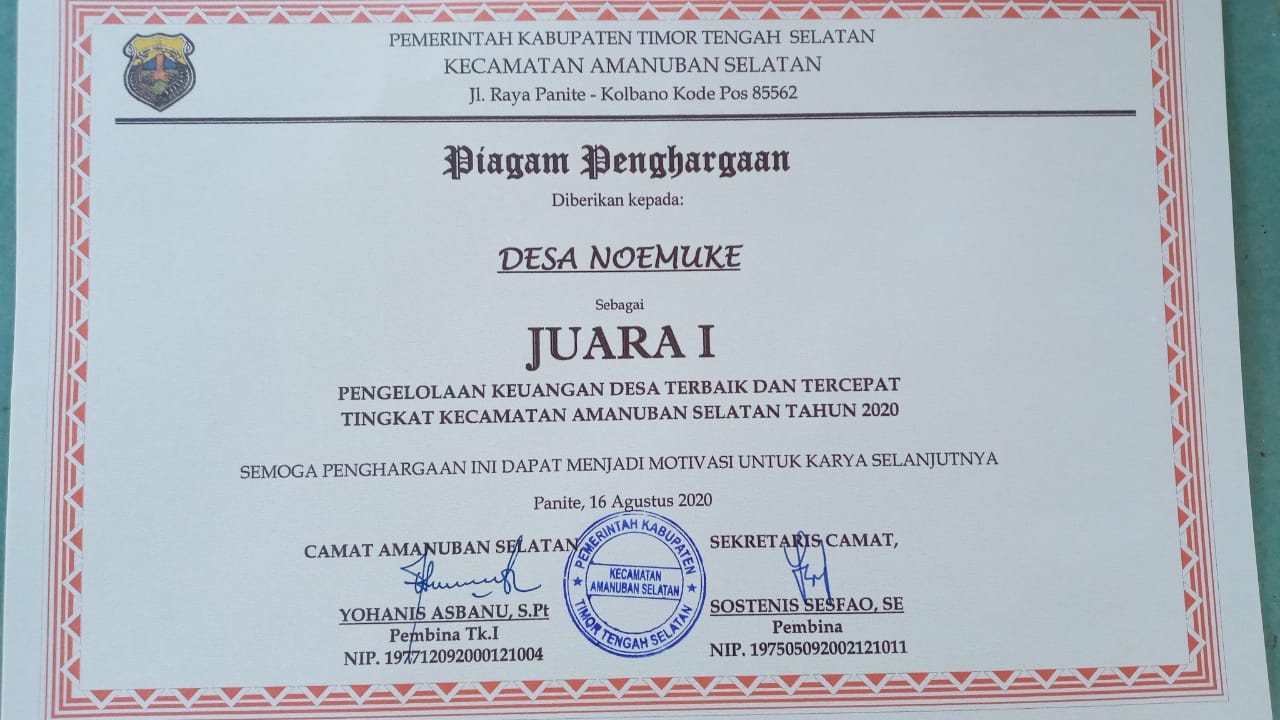 PEMERINTAH KABUPATEN TIMOR TENGAH SELATAN
KECAMATAN AMANUBAN SELATAN
Jl. Raya Panite - Kolbano Kode Pos 85562
Piagam Penghargaan
Diberikan kepada:
DESA NOEMUKE
Sebagai
JUARA I
PENGELOLAAN KEUANGAN DESA TERBAIK DAN TERCEPAT
TINGKAT KECAMATAN AMANUBAN SELATAN TAHUN 2020
SEMOGA PENGHARGAAN INI DAPAT MENJADI MOTIVASI UNTUK KARYA SELANJUTNYA
Panite, 16 Agustus 2020
CAMAT AMANUBAN SELATAN
YOHANIS ASBANU, S.Pt
Pembina Tk.I
NIP. 197712092000121004
PEMERINTAH KABUPATEN
KECAMATAN
AMANUBAN SELATAN
TIMOR TENGAH SELATAN
SEKRETARIS CAMAT,
SOSTENIS SESFAO, SE
Pembina
NIP. 197505092002121011